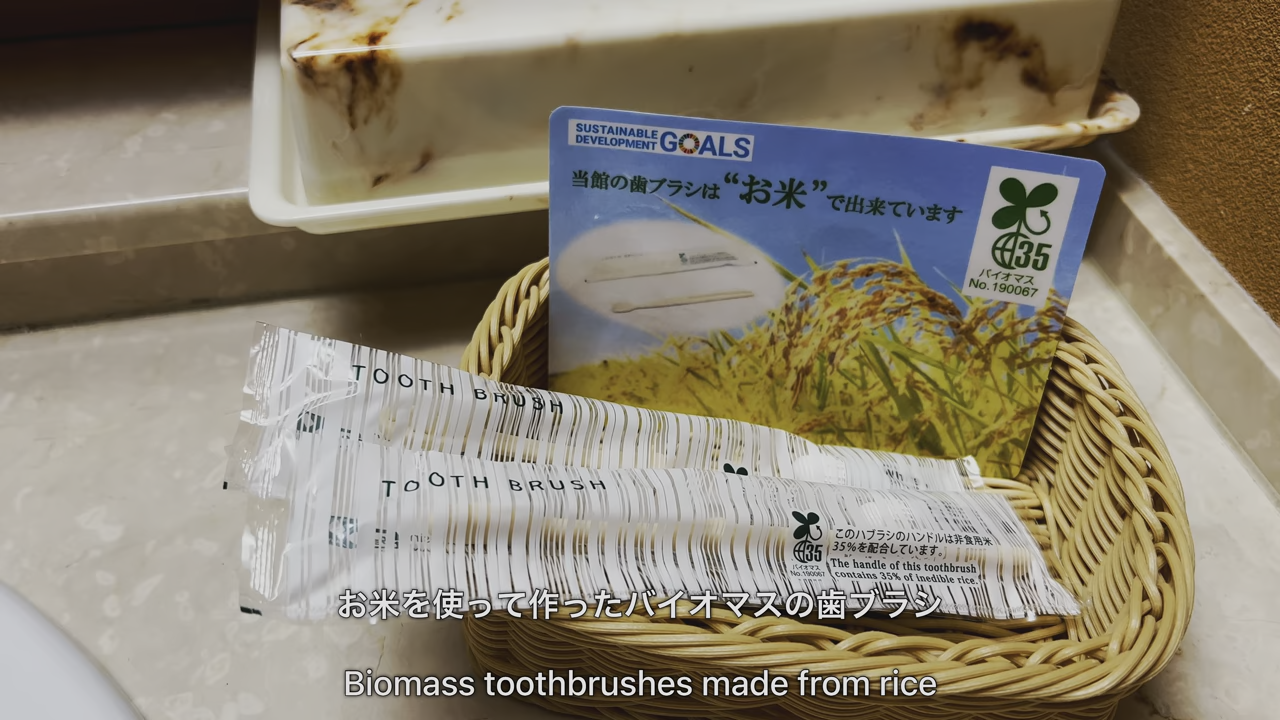 SUSTAINABLE
DEVELOPMENT GOALS
当館の歯ブラシは“お米”で出来ています
35
バイオマス
No.190067
TOOTH BRUSH
TOOTH BRUSH
35
バイオマス
No.190067
このハブラシのハンドルは非食用米
35%を配合しています。
The handle of this toothbrush
contains 35% of inedible rice.
お米を使って作ったバイオマスの歯ブラシ
Biomass toothbrushes made from rice